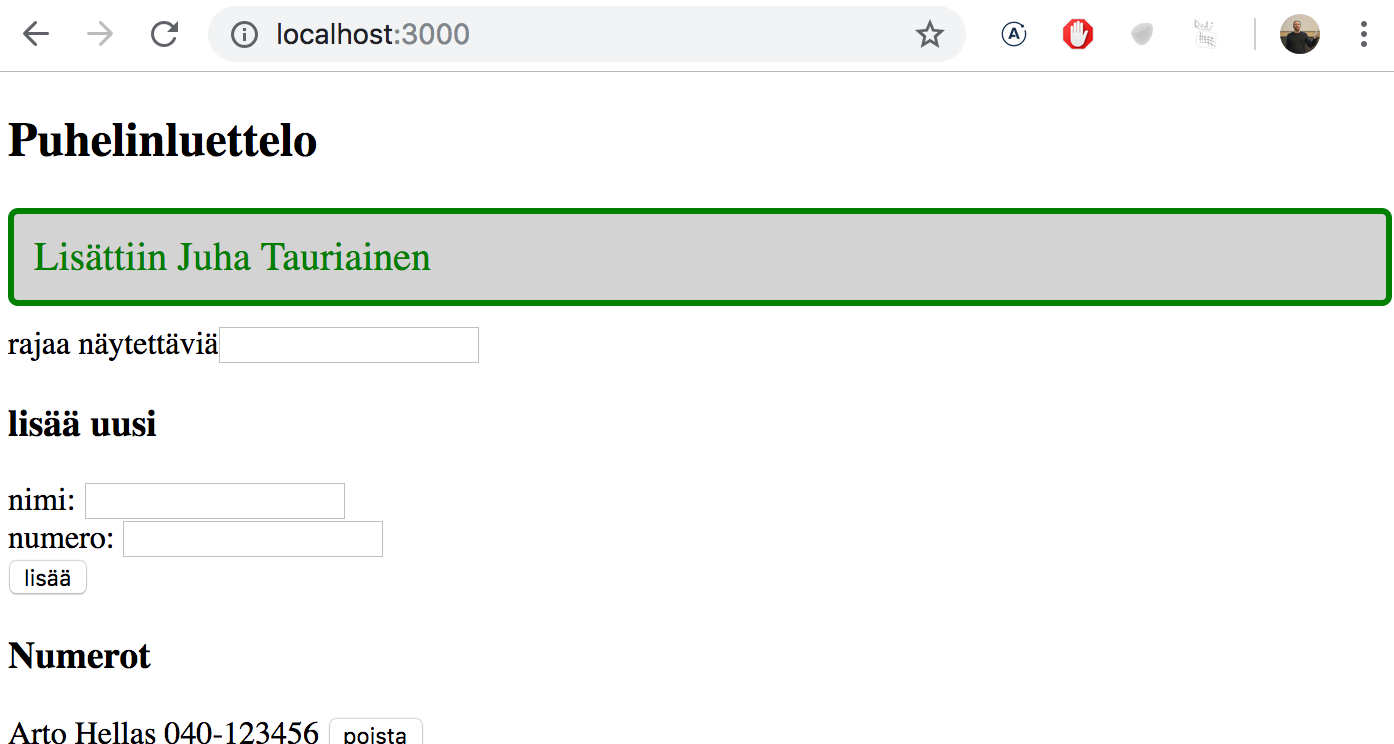 localhost:3000
Puhelinluettelo
Lisättiin Juha Tauriainen
rajaa näytettäviä
lisää uusi
nimi:
numero:
lisää
Numerot
Arto Hellas 040-123456 poista